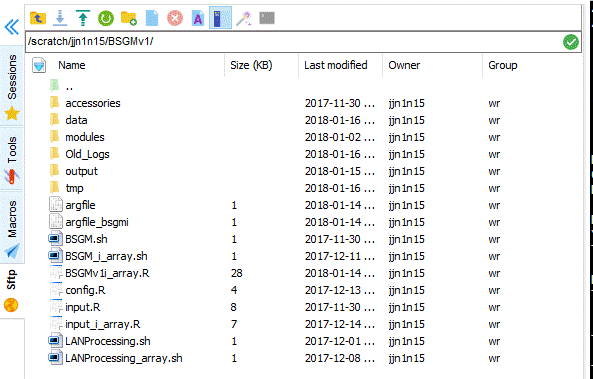 /scratch/jjn1n15/BSGMv1/
Name Size (KB) Last modified Owner Group
..
accessories 2017-11-30 ... jjn1n15 wr
data 2018-01-16 ... jjn1n15 wr
modules 2018-01-02 ... jjn1n15 wr
Old_Logs 2018-01-16 ... jjn1n15 wr
output 2018-01-15 ... jjn1n15 wr
tmp 2018-01-16 ... jjn1n15 wr
argfile 1 2018-01-14 ... jjn1n15 wr
argfile_bsgmi 1 2018-01-14 ... jjn1n15 wr
BSGM.sh 1 2017-11-30 ... jjn1n15 wr
BSGM_i_array.sh 1 2017-12-11 ... jjn1n15 wr
BSGMv1i_array.R 28 2018-01-14 ... jjn1n15 wr
config.R 4 2017-12-13 ... jjn1n15 wr
input.R 8 2017-11-30 ... jjn1n15 wr
input_i_array.R 7 2017-12-14 ... jjn1n15 wr
LANProcessing.sh 1 2017-12-01 ... jjn1n15 wr
LANProcessing_array.sh 1 2017-12-08 ... jjn1n15 wr
Sessions
Tools
Macros
Sftp